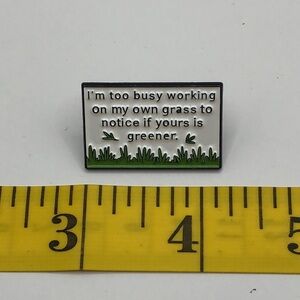 I'm too busy working
on my own grass to
notice if yours is
greener.
3 4 5